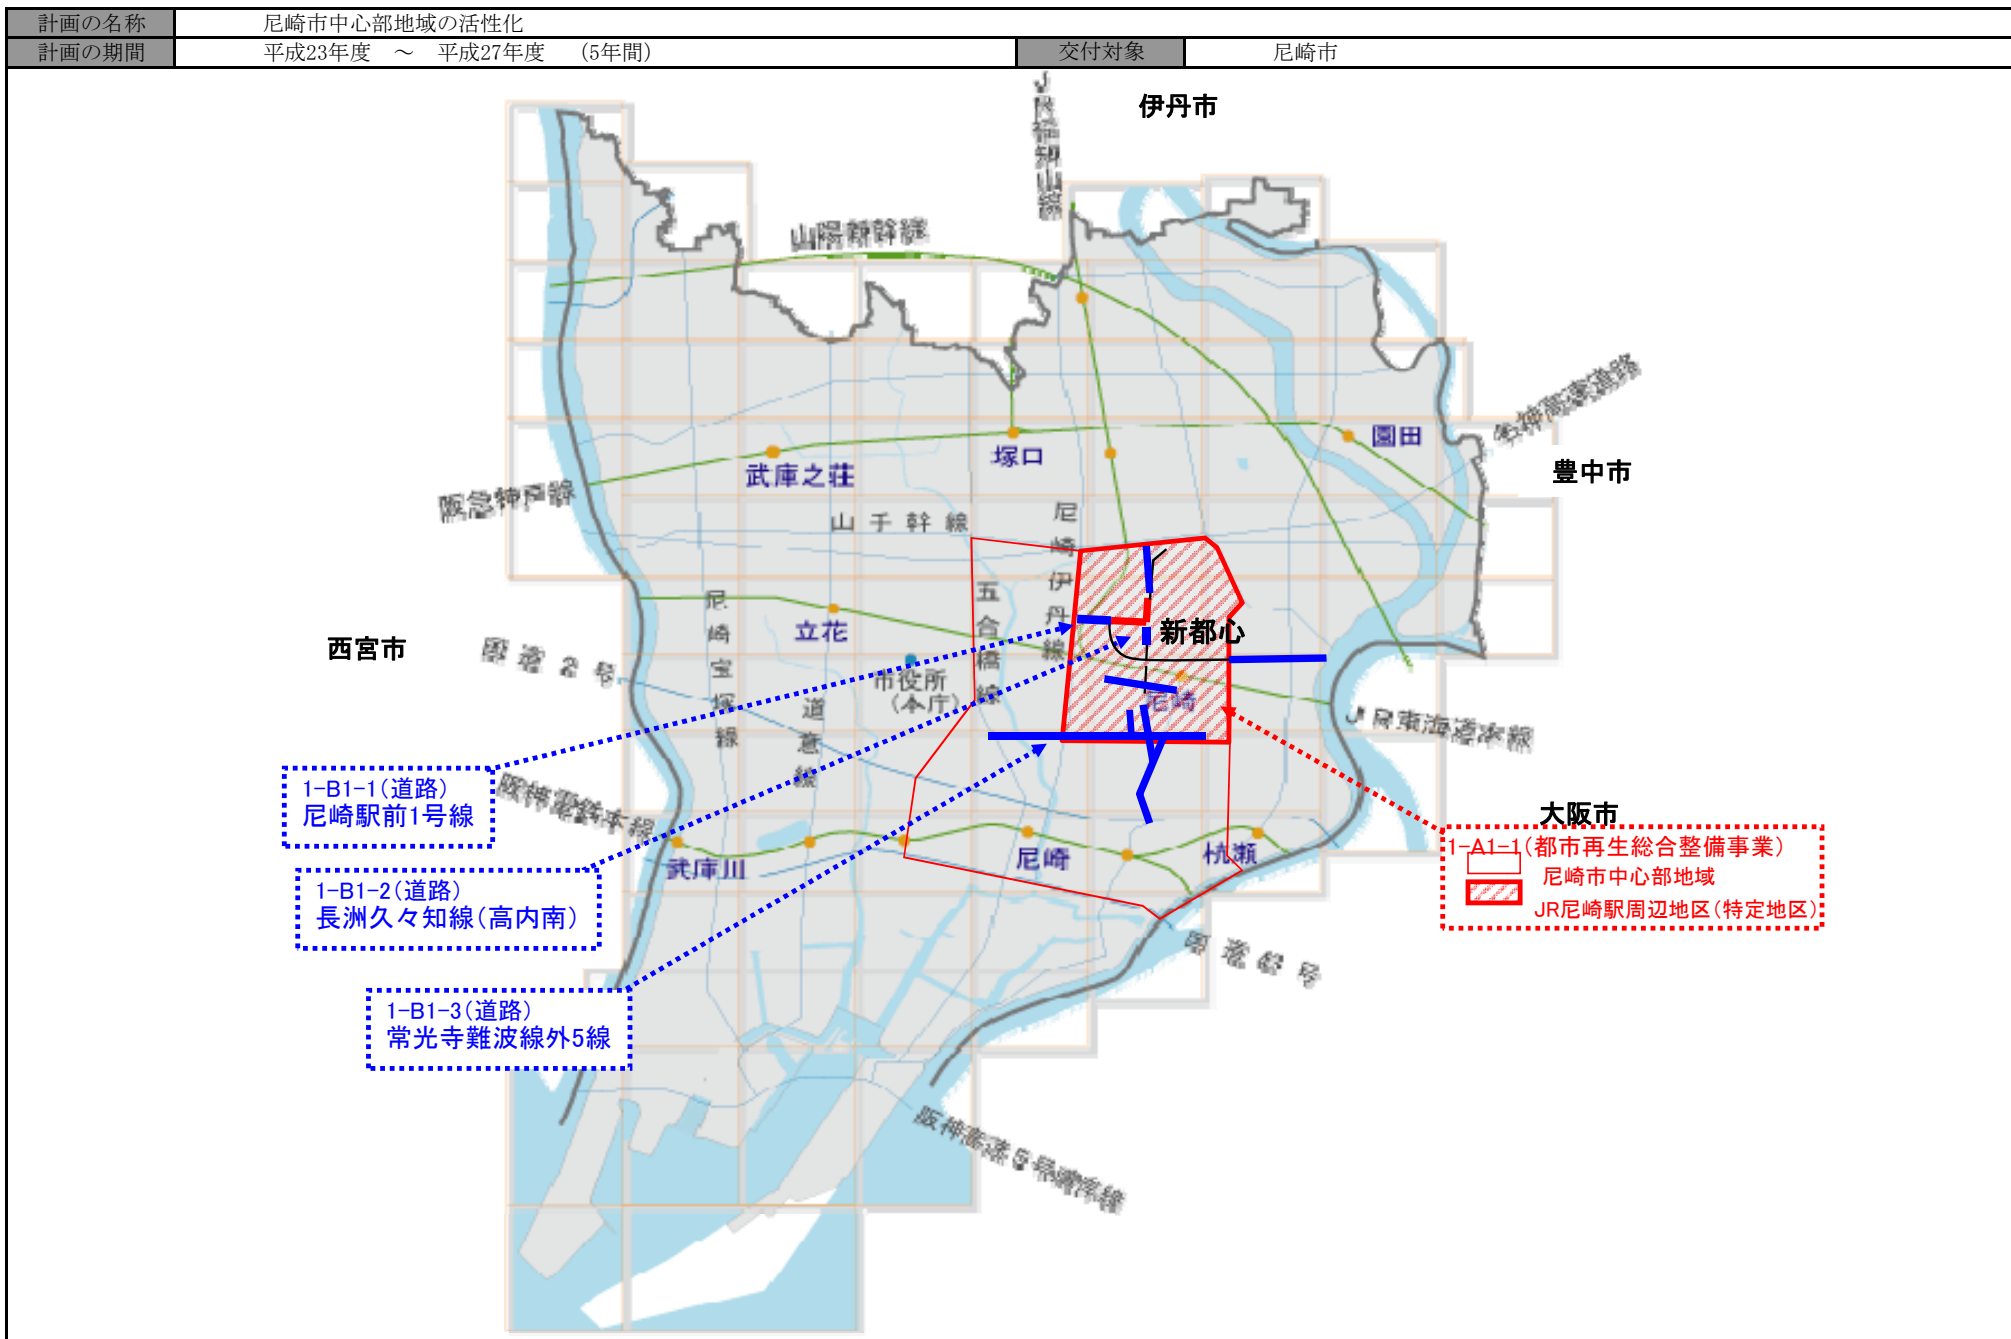 計画の名称 尼崎市中心部地域の活性化
計画の期間 平成23年度 ～ 平成27年度 (5年間) 交付対象 尼崎市
伊丹市
JR福知山線
山陽新幹線
名神高速道路
園田
塚口
武庫之荘
豊中市
阪急神戸線
山手幹線
尼崎伊丹線
五合橋線
尼崎宝塚線
立花
新都心
西宮市
国道2号
市役所
(本庁)
道意線
尼崎
JR東海道本線
1-B1-1(道路)
尼崎駅前1号線
阪神電鉄本線
大阪市
1-A1-1(都市再生総合整備事業)
尼崎市中心部地域
JR尼崎駅周辺地区(特定地区)
武庫川
尼崎
杭瀬
1-B1-2(道路)
長洲久々知線(高内南)
国道43号
1-B1-3(道路)
常光寺難波線外5線
阪神高速5号湾岸線